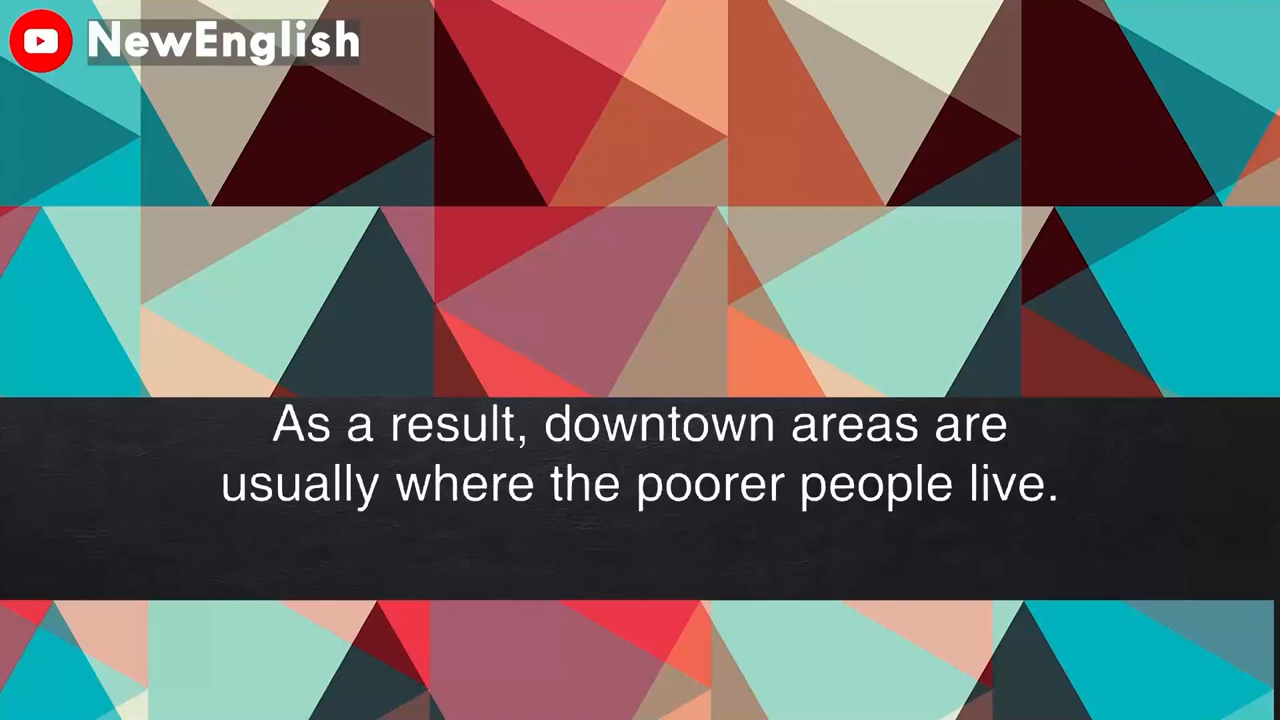 NewEnglish
As a result, downtown areas are
usually where the poorer people live.